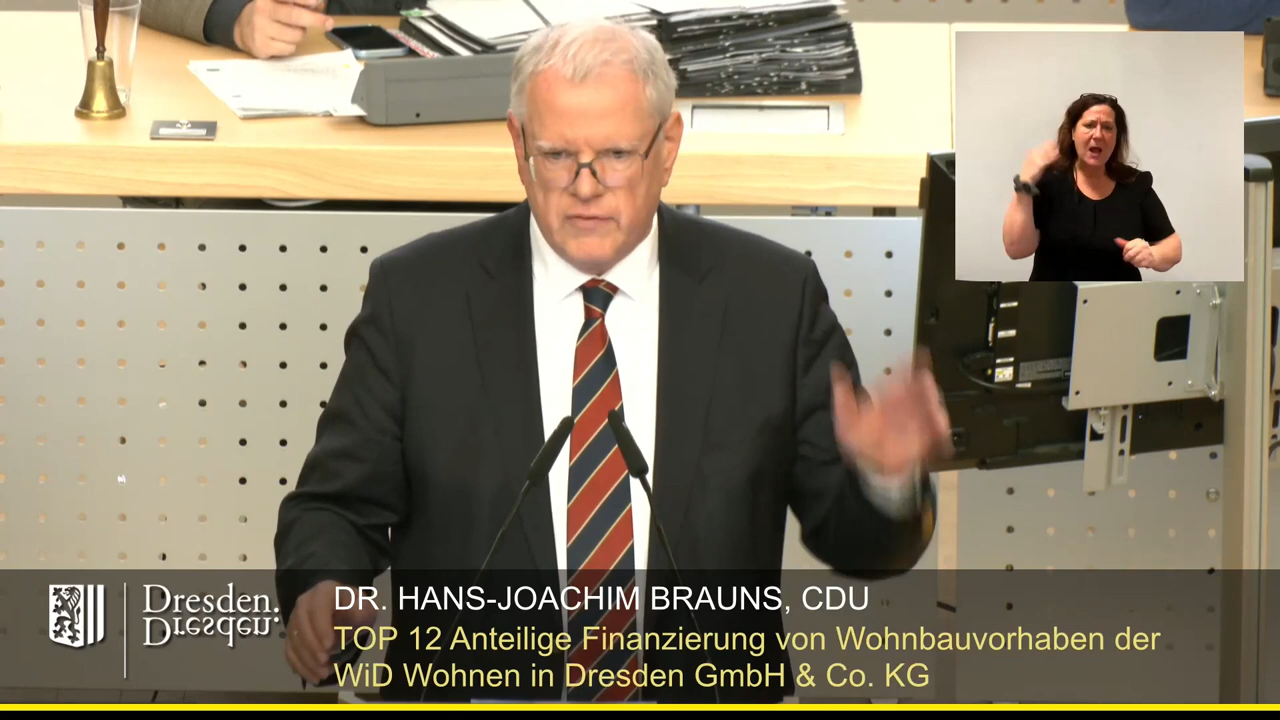 Dresden.
Dresden.
DR. HANS-JOACHIM BRAUNS, CDU
TOP 12 Anteilige Finanzierung von Wohnbauvorhaben der
WiD Wohnen in Dresden GmbH & Co. KG